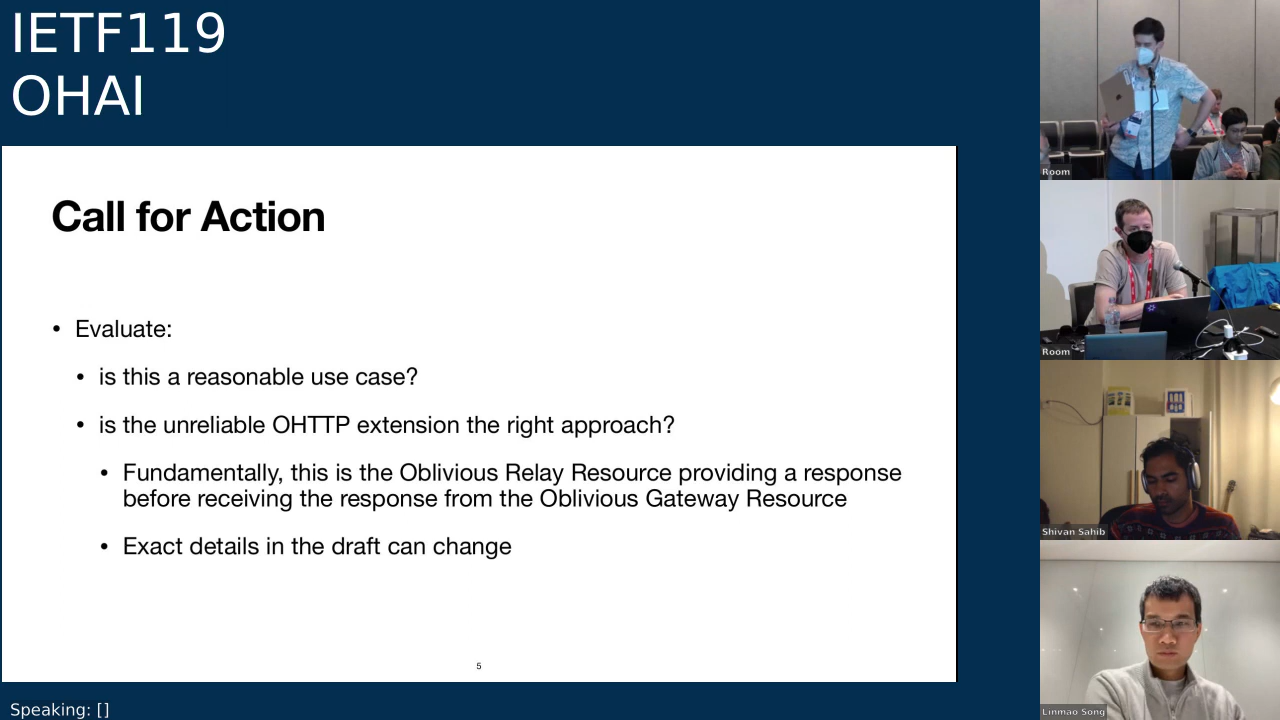 IETF119
OHAI
Call for Action
• Evaluate:
• is this a reasonable use case?
• is the unreliable OHTTP extension the right approach?
• Fundamentally, this is the Oblivious Relay Resource providing a response
before receiving the response from the Oblivious Gateway Resource
• Exact details in the draft can change
5
Speaking: []
Room
Room
Shivan Sahib
Linmao Song